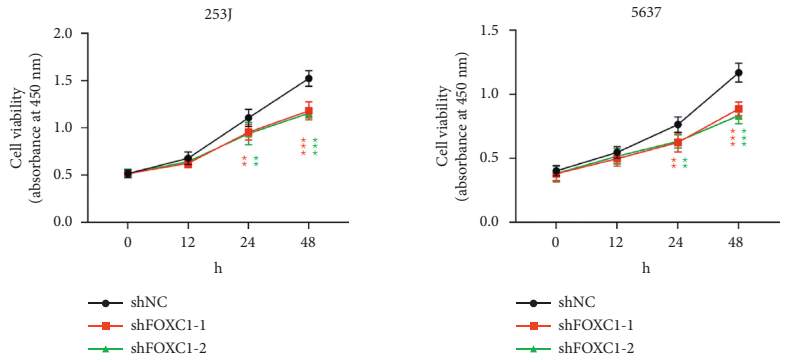 253J
Cell viability
(absorbance at 450 nm)
2.0
1.5
1.0
0.5
0.0
0 12 24 48
h
** **
*** ***
shNC
shFOXC1-1
shFOXC1-2
5637
Cell viability
(absorbance at 450 nm)
1.5
1.0
0.5
0.0
0 12 24 48
h
** **
*** ***
shNC
shFOXC1-1
shFOXC1-2